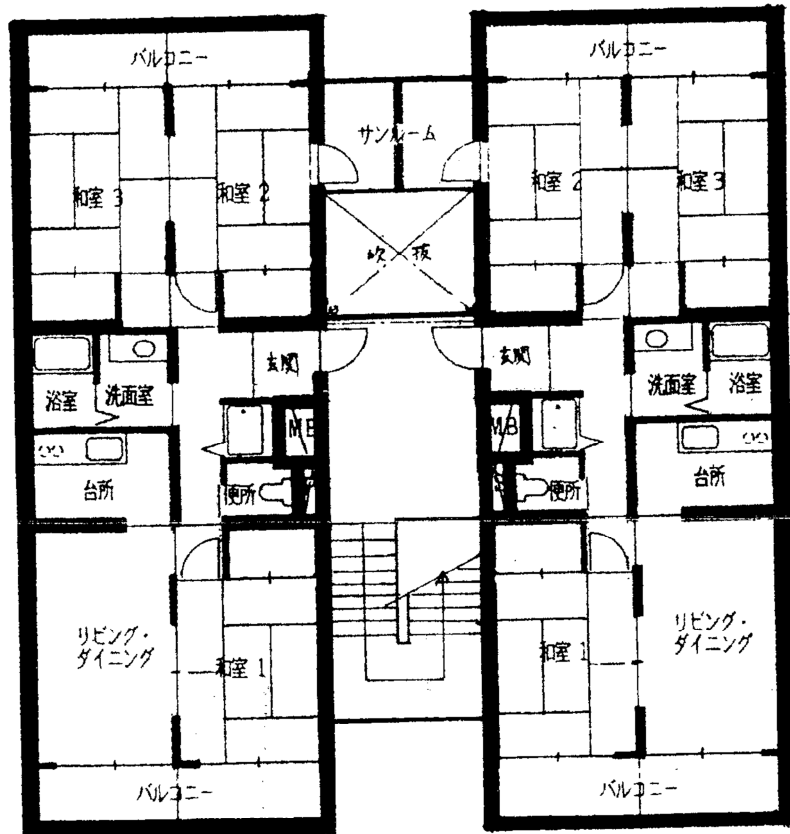 バルコニー
バルコニー
サンルーム
和室 3
和室 2
和室 2
和室 3
吹 抜
玄関
玄関
浴室
洗面室
洗面室
浴室
MB
MB
台所
便所
便所
台所
リビング・
ダイニング
和室 1
和室 1
リビング・
ダイニング
バルコニー
バルコニー